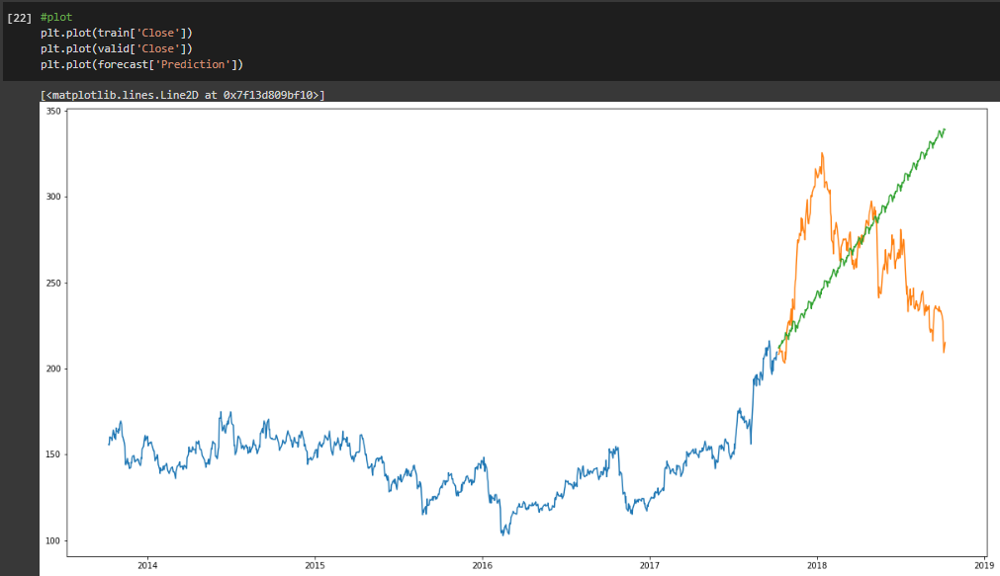 [22] #plot
plt.plot(train['Close'])
plt.plot(valid['Close'])
plt.plot(forecast['Prediction'])
[<matplotlib.lines.Line2D at 0x7f13d809bf10>]
350
300
250
200
150
100
2014 2015 2016 2017 2018 2019